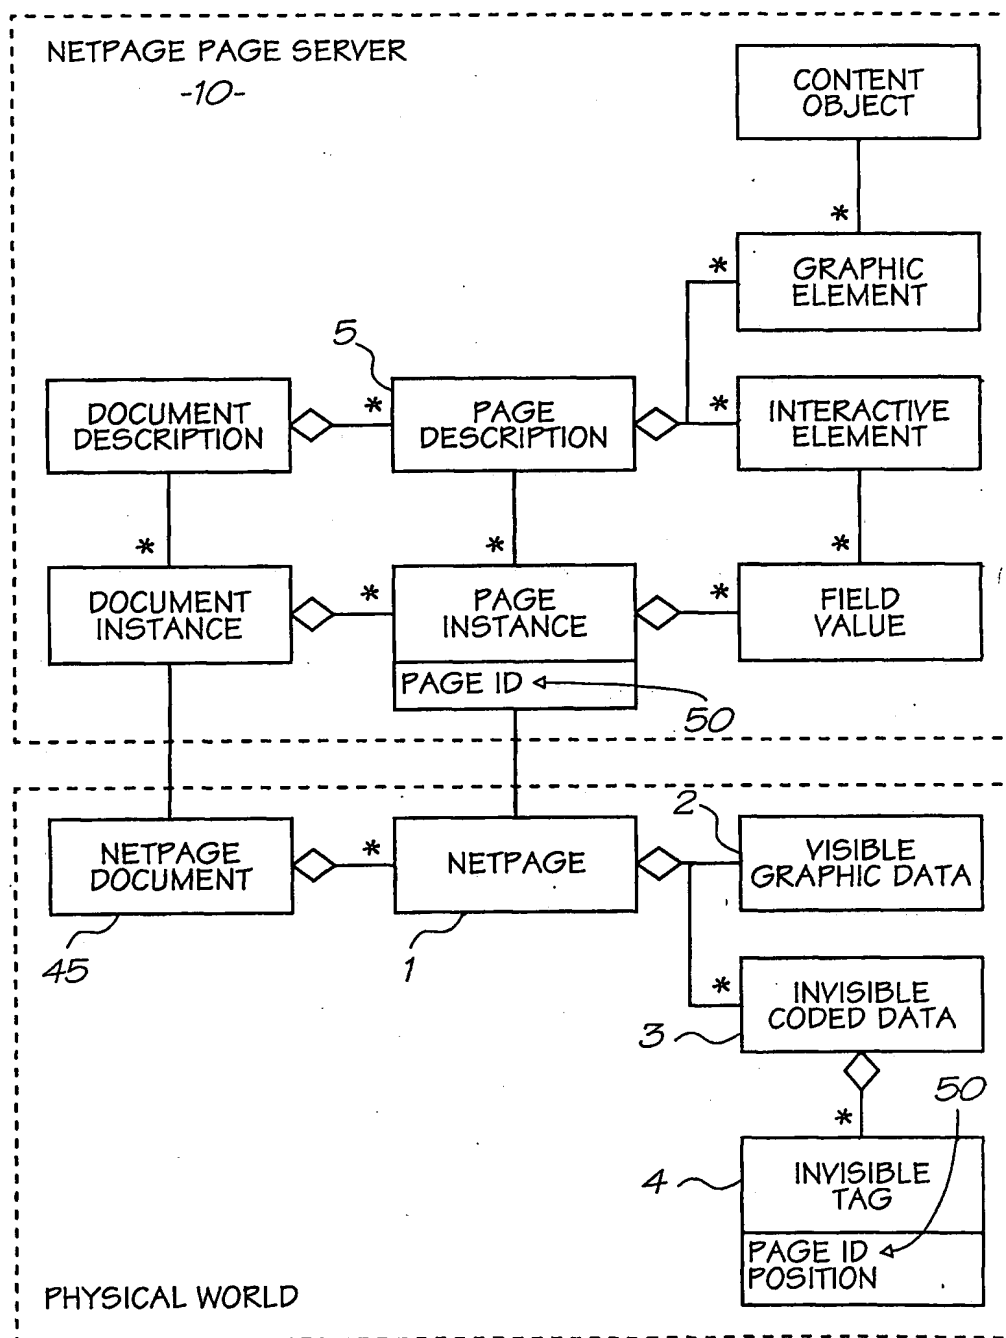 NETPAGE PAGE SERVER
-10-
CONTENT
OBJECT
*
GRAPHIC
ELEMENT
*
5
DOCUMENT
DESCRIPTION
*
PAGE
DESCRIPTION
*
INTERACTIVE
ELEMENT
*
*
*
DOCUMENT
INSTANCE
*
PAGE
INSTANCE
*
FIELD
VALUE
PAGE ID
50
NETPAGE
DOCUMENT
45
*
NETPAGE
1
2
VISIBLE
GRAPHIC DATA
*
INVISIBLE
CODED DATA
3
*
50
4
INVISIBLE
TAG
PAGE ID
POSITION
PHYSICAL WORLD